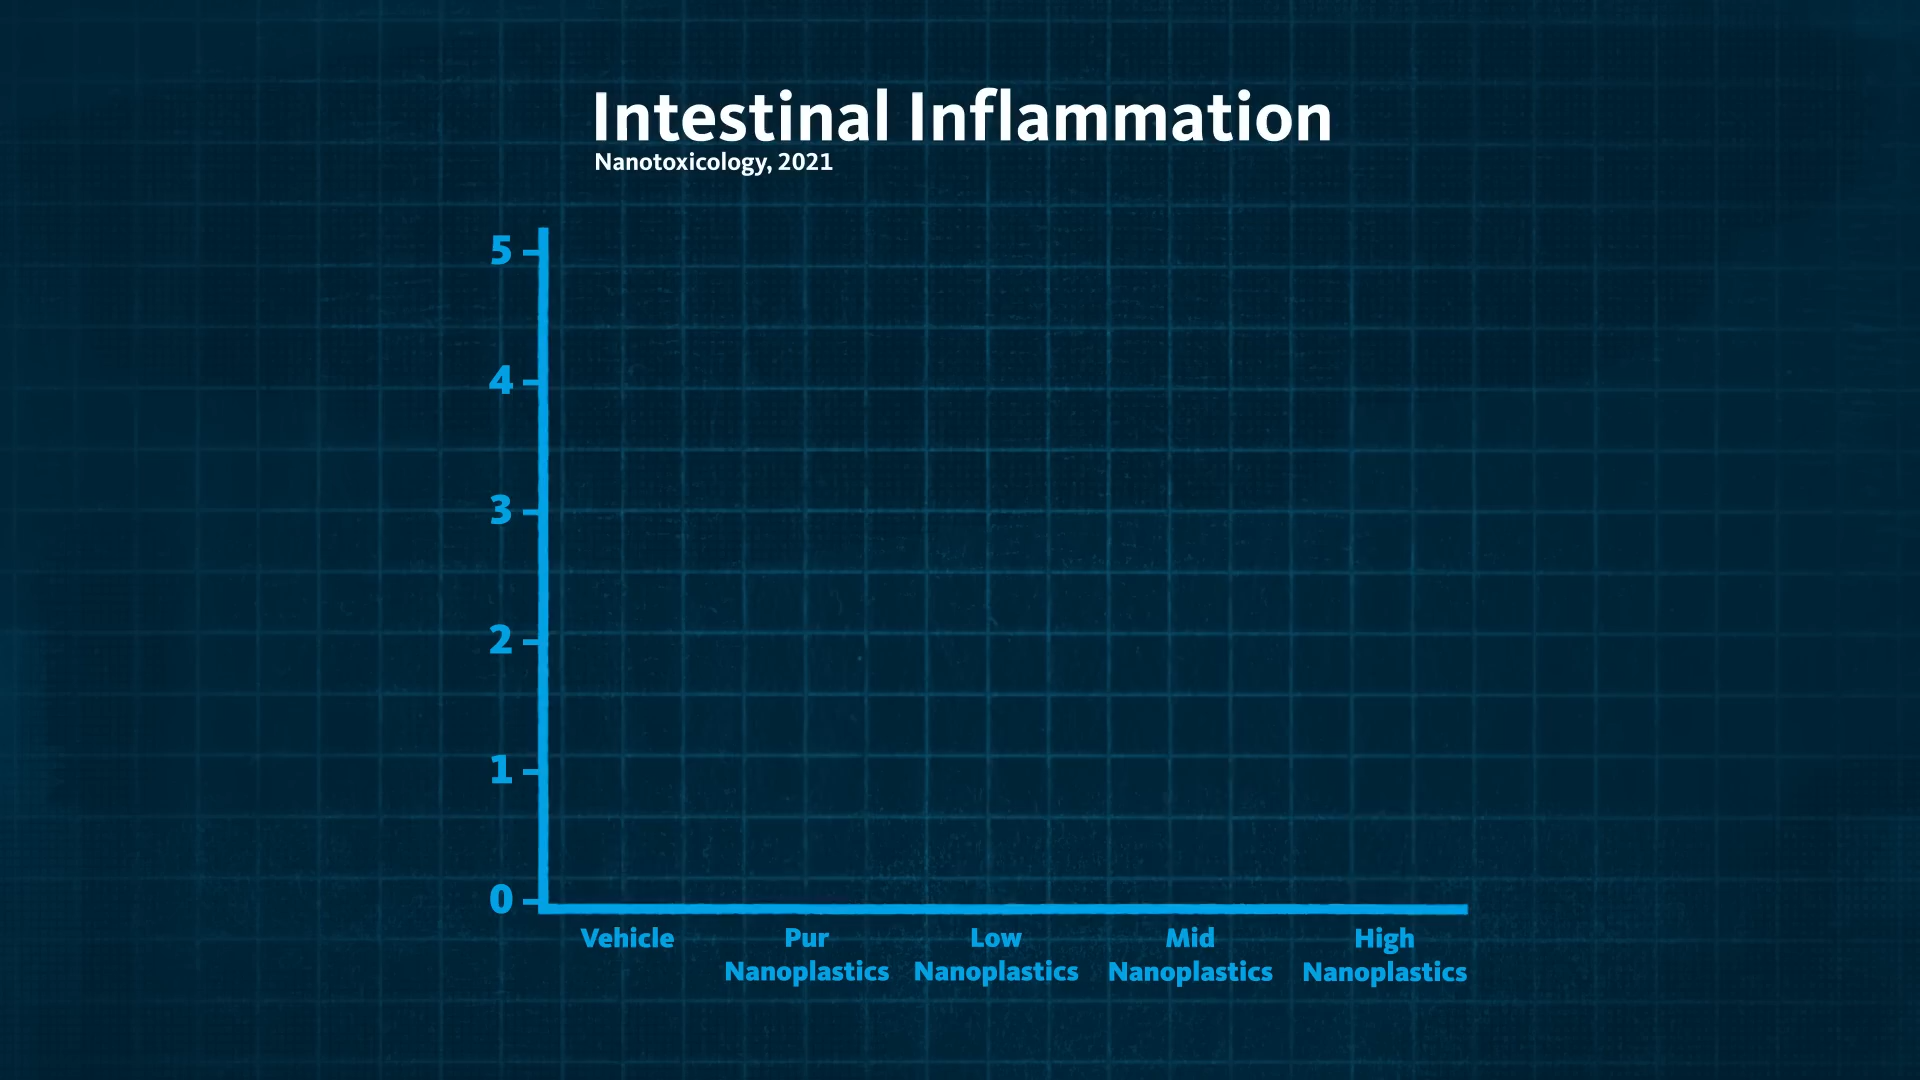 Intestinal Inflammation
Nanotoxicology, 2021
5
4
3
2
1
0
Vehicle
Pur
Nanoplastics
Low
Nanoplastics
Mid
Nanoplastics
High
Nanoplastics